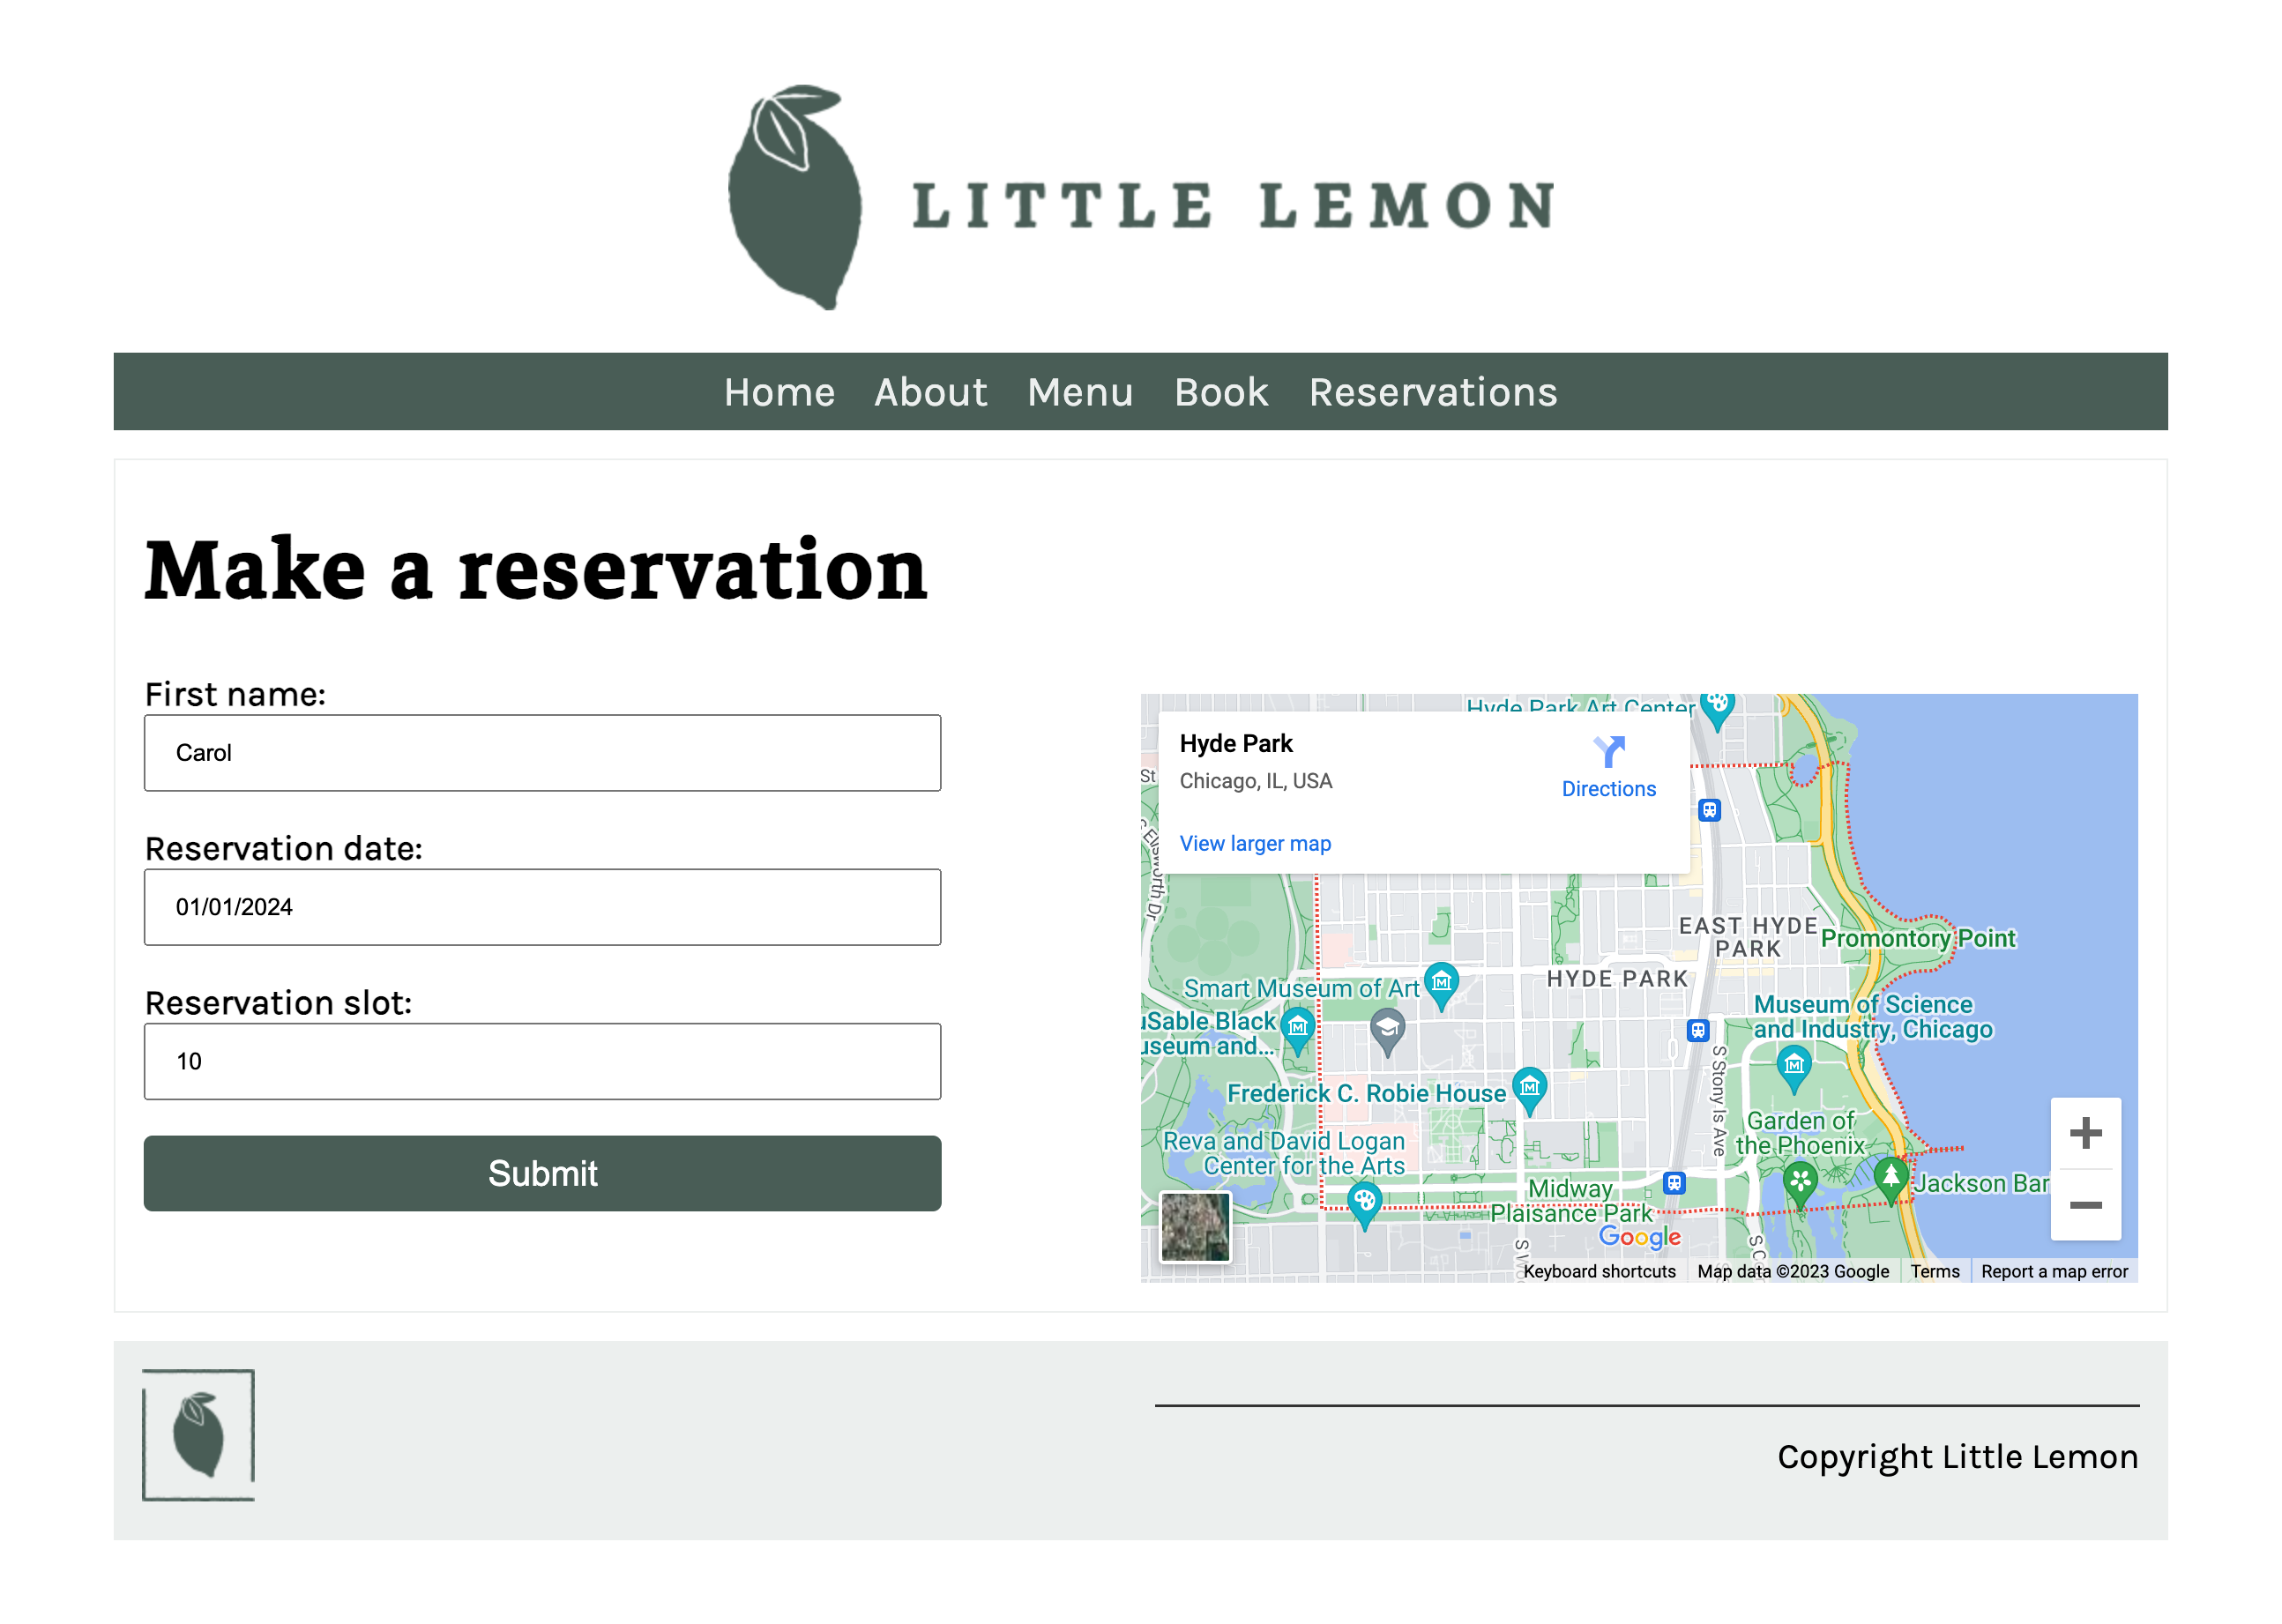 LITTLE LEMON
Home About Menu Book Reservations
Make a reservation
First name:
Carol
Reservation date:
01/01/2024
Reservation slot:
10
Submit
Hyde Park Art Center
Hyde Park
Chicago, IL, USA
Directions
View larger map
St
EAST HYDE
PARK
Promontory Point
HYDE PARK
Smart Museum of Art
Museum of Science
and Industry, Chicago
uSable Black
useum and...
S Stony Is Ave
Frederick C. Robie House
Garden of
the Phoenix
Reva and David Logan
Center for the Arts
Jackson Bar
Midway
Plaisance Park
Google
Keyboard shortcuts
Map data ©2023 Google
Terms
Report a map error
Copyright Little Lemon